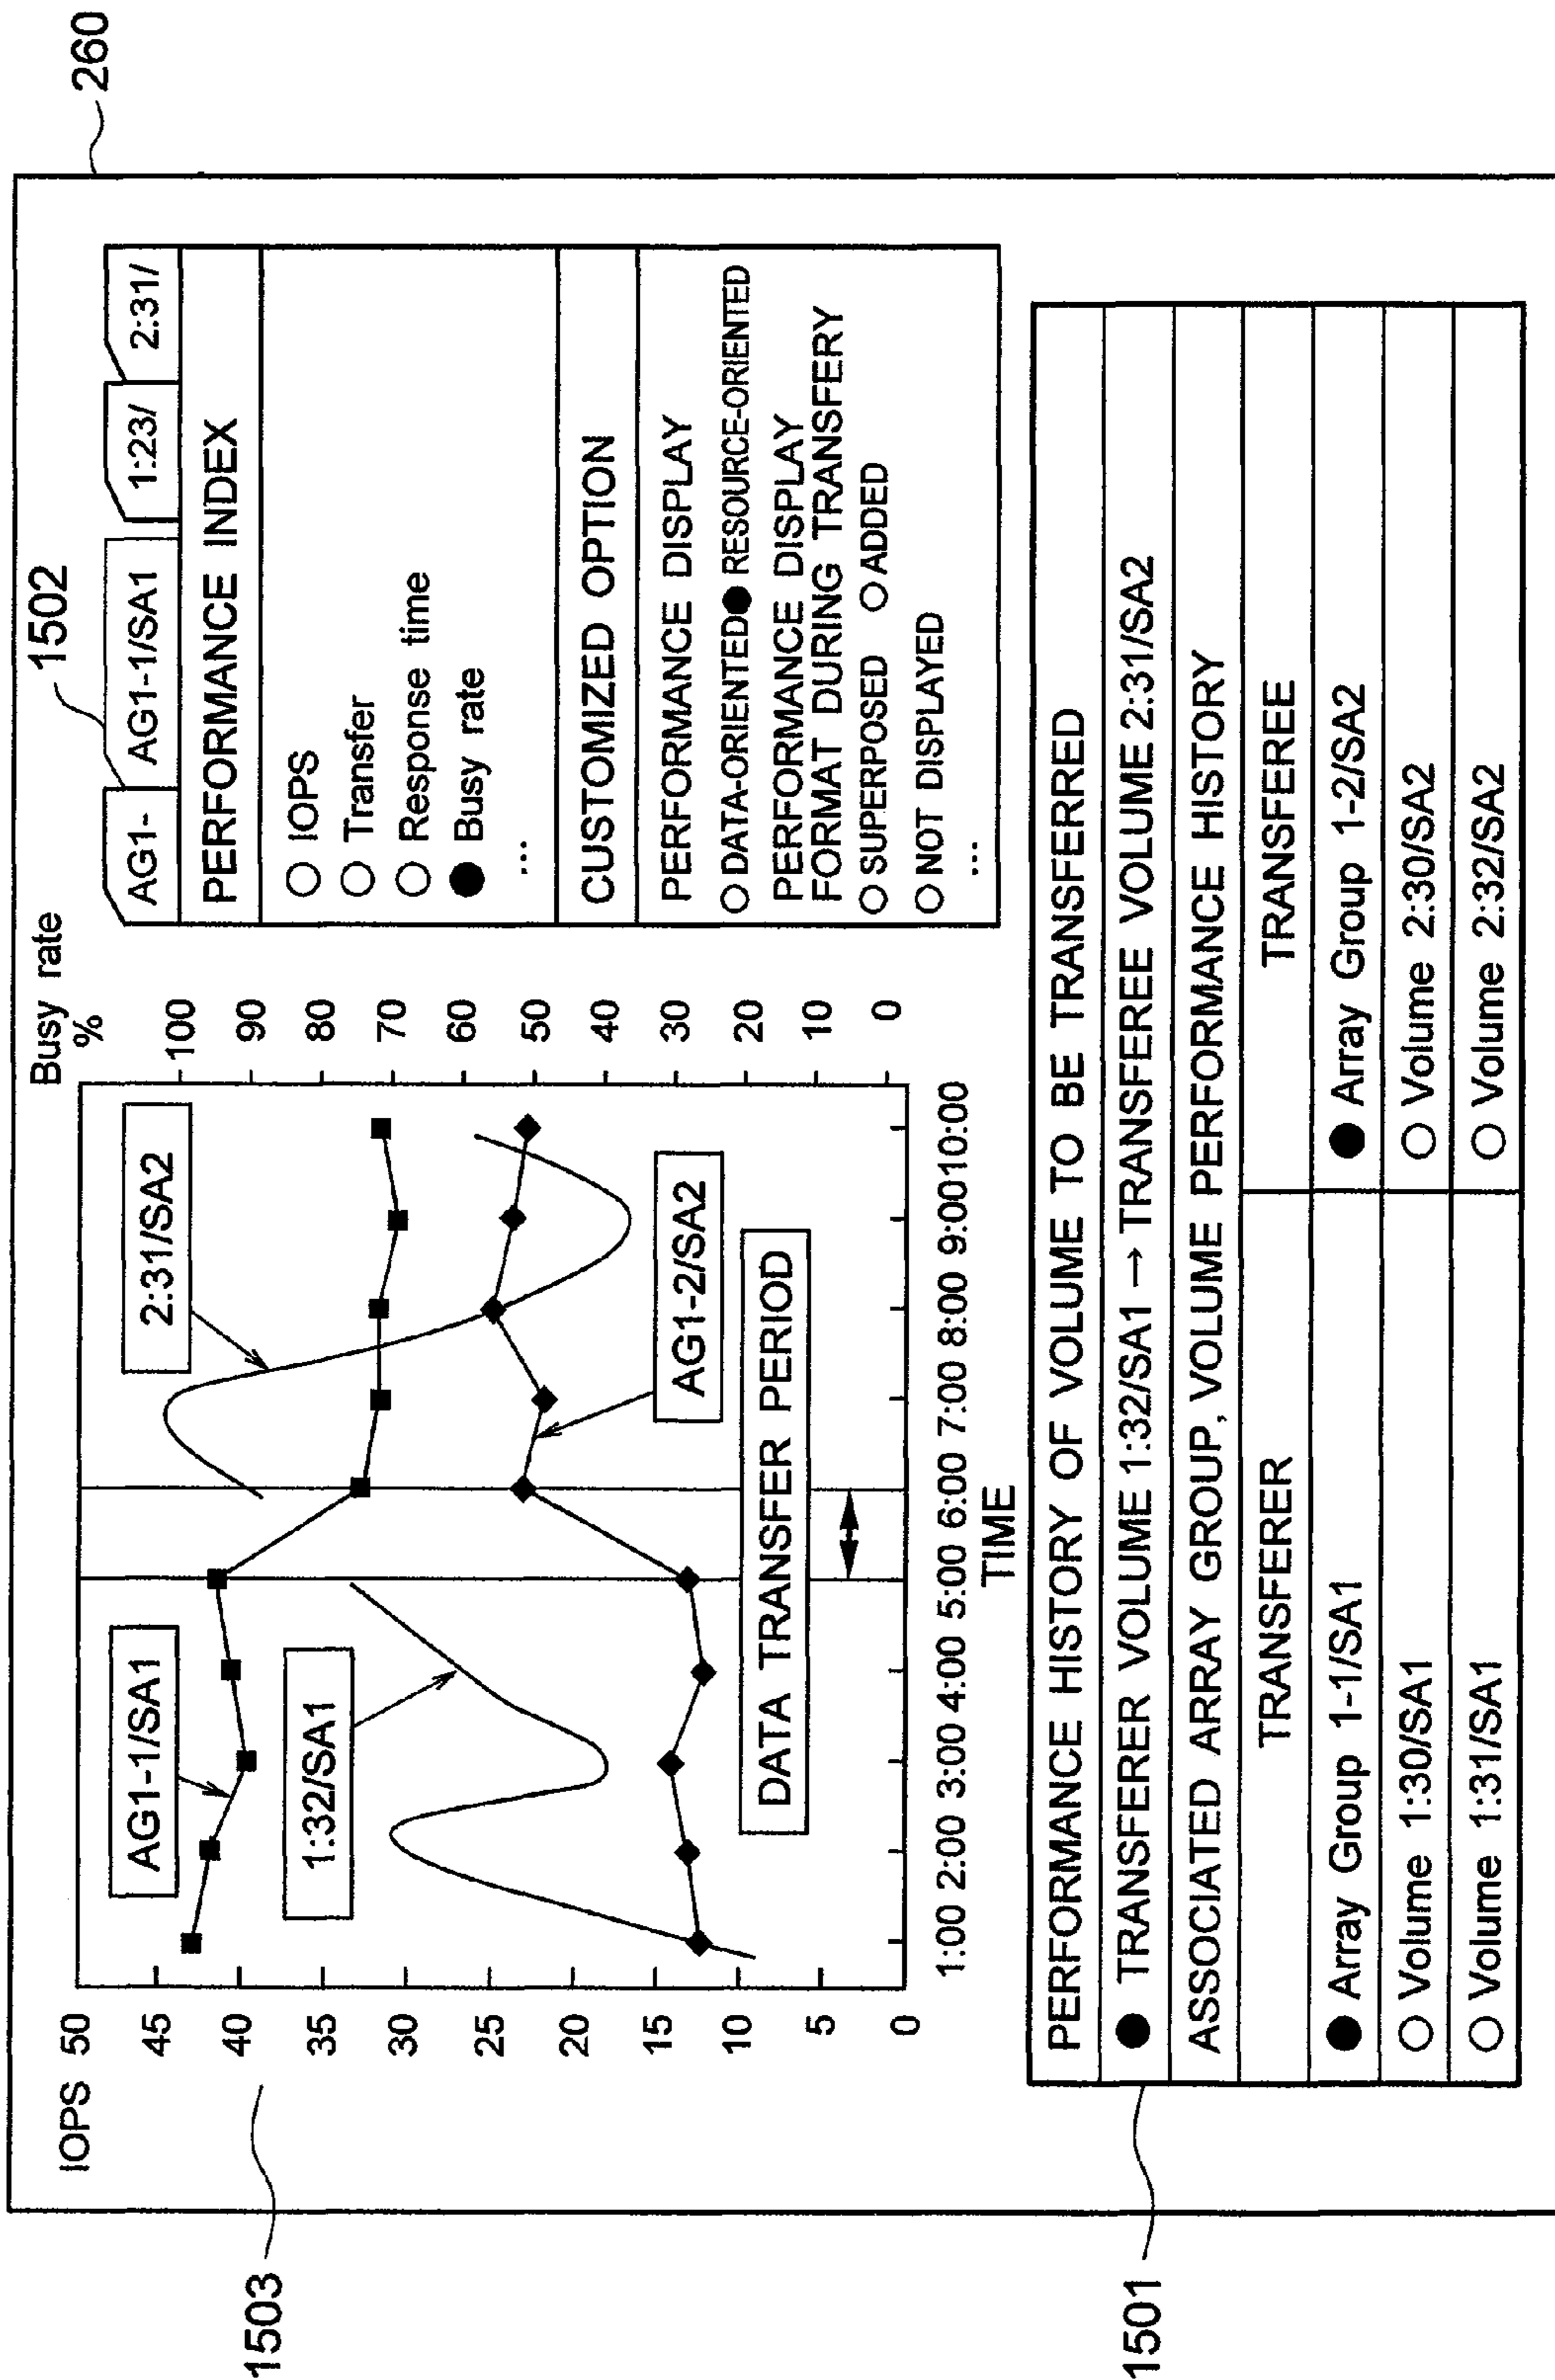 260
1502
1503
1501
IOPS
50
45
40
35
30
25
20
15
10
5
0
Busy rate
%
100
90
80
70
60
50
40
30
20
10
0
AG1-1/SA1
1:32/SA1
2:31/SA2
AG1-2/SA2
DATA TRANSFER PERIOD
1:00 2:00 3:00 4:00 5:00 6:00 7:00 8:00 9:00 10:00
TIME
AG1-
AG1-1/SA1
1:23/
2:31/
PERFORMANCE INDEX
○ IOPS
○ Transfer
○ Response time
● Busy rate
...
CUSTOMIZED OPTION
PERFORMANCE DISPLAY
○ DATA-ORIENTED ● RESOURCE-ORIENTED
PERFORMANCE DISPLAY
FORMAT DURING TRANSFERY
○ SUPERPOSED ○ ADDED
○ NOT DISPLAYED
...
PERFORMANCE HISTORY OF VOLUME TO BE TRANSFERRED
● TRANSFERER VOLUME 1:32/SA1 → TRANSFEREE VOLUME 2:31/SA2
ASSOCIATED ARRAY GROUP, VOLUME PERFORMANCE HISTORY
TRANSFERER
TRANSFEREE
● Array Group 1-1/SA1
● Array Group 1-2/SA2
○ Volume 1:30/SA1
○ Volume 2:30/SA2
○ Volume 1:31/SA1
○ Volume 2:32/SA2